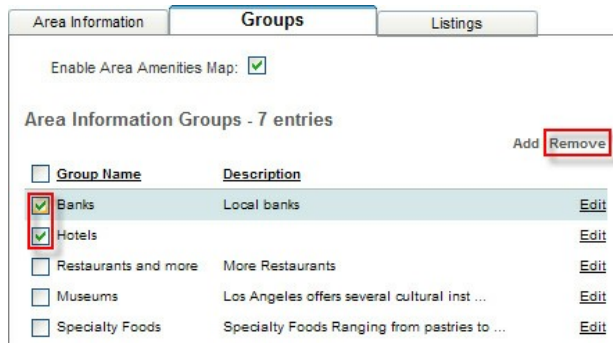 Area Information Groups Listings
Enable Area Amenities Map:
Area Information Groups - 7 entries
Add Remove
Group Name Description
Banks Local banks Edit
Hotels Edit
Restaurants and more More Restaurants Edit
Museums Los Angeles offers several cultural inst ... Edit
Specialty Foods Specialty Foods Ranging from pastries to ... Edit